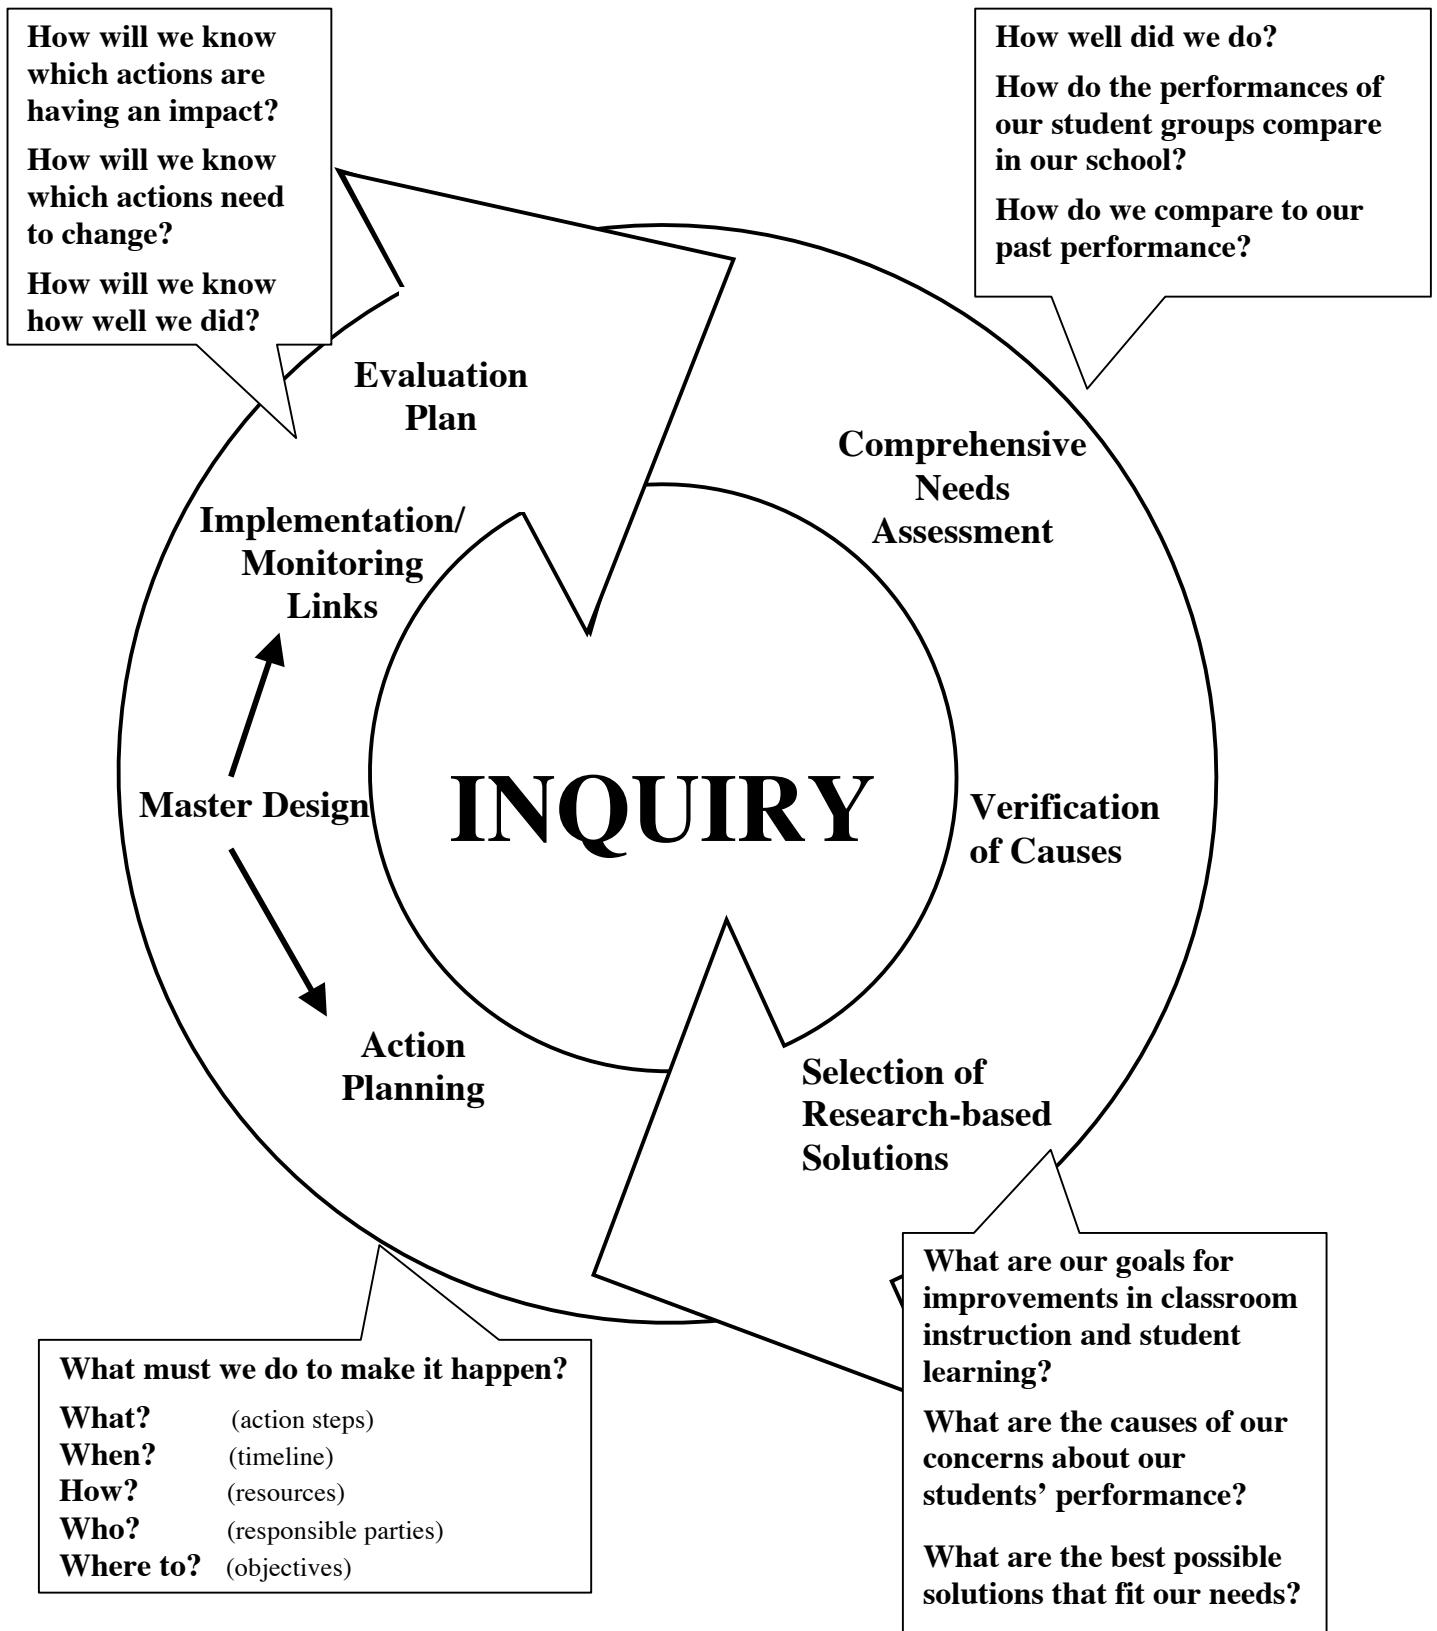 How will we know
which actions are
having an impact?
How will we know
which actions need
to change?
How will we know
how well we did?
How well did we do?
How do the performances of
our student groups compare
in our school?
How do we compare to our
past performance?
Evaluation
Plan
Comprehensive
Needs
Assessment
Implementation/
Monitoring
Links
Master Design
INQUIRY
Verification
of Causes
Action
Planning
Selection of
Research-based
Solutions
What must we do to make it happen?
What? (action steps)
When? (timeline)
How? (resources)
Who? (responsible parties)
Where to? (objectives)
What are our goals for
improvements in classroom
instruction and student
learning?
What are the causes of our
concerns about our
students’ performance?
What are the best possible
solutions that fit our needs?